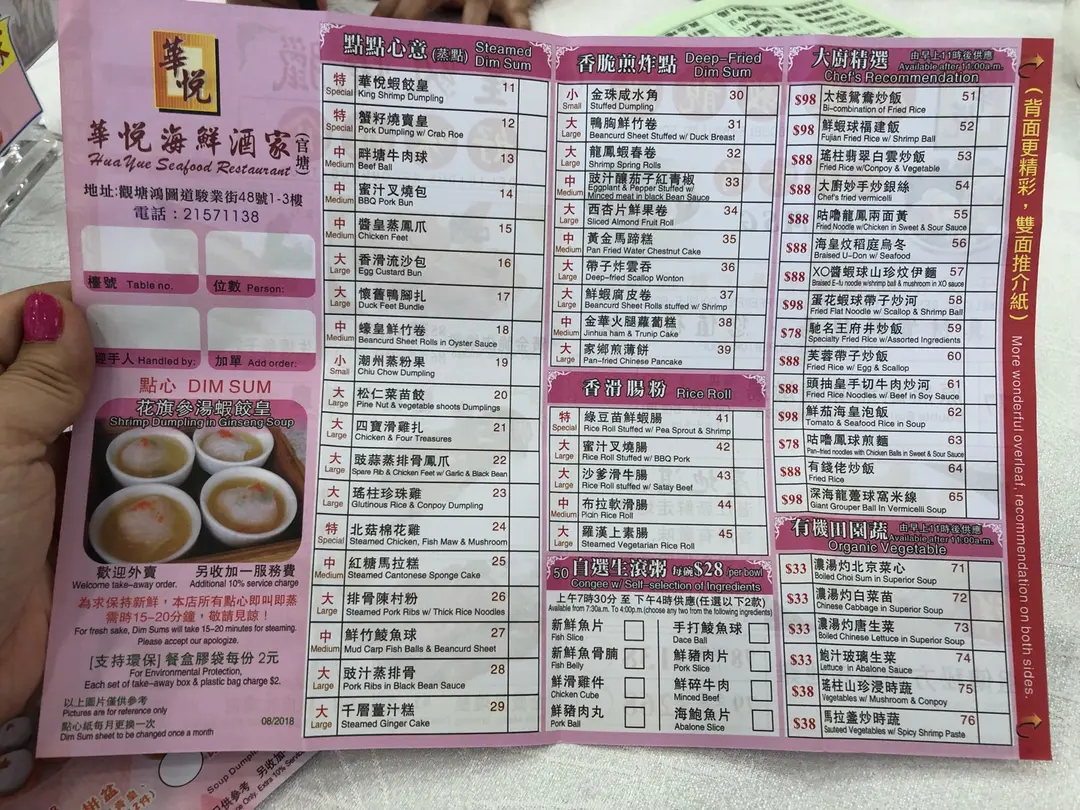 華悦
華悦海鮮酒家(官塘)
HuaYue Seafood Restaurant
地址:觀塘鴻圖道駿業街48號1-3樓
電話:21571138
檯號 Table no.
位數 Person:
經手人 Handled by:
加單 Add order:
點心 DIM SUM
花旗參湯蝦餃皇
Shrimp Dumpling in Ginseng Soup
歡迎外賣 另收加一服務費
Welcome take-away order. Additional 10% service charge
為求保持新鮮,本店所有點心即叫即蒸
需時15-20分鐘,敬請見諒!
For fresh sake, Dim Sums will take 15-20 minutes for steaming.
Please accept our apologize.
[支持環保] 餐盒膠袋每份 2元
For Environmental Protection,
Each set of take-away box & plastic bag charge $2.
以上圖片僅供參考
Pictures are for reference only
點心紙每月更換一次
08/2018
Dim Sum sheet to be changed once a month
點點心意(蒸點) Steamed Dim Sum
特 Special 華悅蝦餃皇 King Shrimp Dumpling 11
特 Special 蟹籽燒賣皇 Pork Dumpling w/ Crab Roe 12
中 Medium 畔塘牛肉球 Beef Ball 13
中 Medium 蜜汁叉燒包 BBQ Pork Bun 14
中 Medium 醬皇蒸鳳爪 Chicken Feet 15
大 Large 香滑流沙包 Egg Custard Bun 16
大 Large 懷舊鴨腳扎 Duck Feet Bundle 17
中 Medium 蠔皇鮮竹卷 Beancurd Sheet Rolls in Oyster Sauce 18
小 Small 潮州蒸粉果 Chiu Chow Dumpling 19
大 Large 松仁菜苗餃 Pine Nut & vegetable shoots Dumplings 20
大 Large 四寶滑雞扎 Chicken & Four Treasures 21
大 Large 豉蒜蒸排骨鳳爪 Spare Rib & Chicken Feet w/ Garlic & Black Bean 22
大 Large 瑤柱珍珠雞 Glutinous Rice & Conpoy Dumpling 23
特 Special 北菇棉花雞 Steamed Chicken, Fish Maw & Mushroom 24
中 Medium 紅糖馬拉糕 Steamed Cantonese Sponge Cake 25
大 Large 排骨陳村粉 Steamed Pork Ribs w/ Thick Rice Noodles 26
中 Medium 鮮竹鯪魚球 Mud Carp Fish Balls & Beancurd Sheet 27
大 Large 豉汁蒸排骨 Pork Ribs in Black Bean Sauce 28
大 Large 千層薑汁糕 Steamed Ginger Cake 29
香脆煎炸點 Deep-Fried Dim Sum
小 Small 金珠咸水角 Stuffed Dumpling 30
大 Large 鴨胸鮮竹卷 Beancurd Sheet Stuffed w/ Duck Breast 31
大 Large 龍鳳蝦春卷 Shrimp Spring Rolls 32
中 Medium 豉汁釀茄子紅青椒 Eggplant & Pepper Stuffed w/ Minced meat in black Bean Sauce 33
大 Large 西杏片鮮果卷 Sliced Almond Fruit Roll 34
中 Medium 黃金馬蹄糕 Pan Fried Water Chestnut Cake 35
大 Large 帶子炸雲吞 Deep-fried Scallop Wonton 36
大 Large 鮮蝦腐皮卷 Beancurd Sheet Rolls stuffed w/ Shrimp 37
中 Medium 金華火腿蘿蔔糕 Jinhua ham & Trunip Cake 38
大 Large 家鄉煎薄餅 Pan-fried Chinese Pancake 39
香滑腸粉 Rice Roll
特 Special 綠豆苗鮮蝦腸 Rice Roll Stuffed w/ Pea Sprout & Shrimp 41
大 Large 蜜汁叉燒腸 Rice Roll Stuffed w/ BBQ Pork 42
大 Large 沙爹滑牛腸 Rice Roll stuffed w/ Satay Beef 43
中 Medium 布拉軟滑腸 Plain Rice Roll 44
大 Large 羅漢上素腸 Steamed Vegetarian Rice Roll 45
50 自選生滾粥 每碗$28 /per bowl
Congee w/ Self-selection of Ingredients
上午7時30分 至 下午4時供應(任選以下2款)
Available from 7:30a.m. To 4:00p.m.(choose any two from the following ingredients)
新鮮魚片 Fish Slice 手打鯪魚球 Dace Ball
新鮮魚骨腩 Fish Belly 鮮豬肉片 Pork Slice
鮮滑雞件 Chicken Cube 鮮碎牛肉 Minced Beef
鮮豬肉丸 Pork Ball 海鮑魚片 Abalone Slice
大廚精選 由早上11時後供應
Chef's Recommendation Available after 11:00a.m.
$98 太極鴛鴦炒飯 Bi-combination of Fried Rice 51
$98 鮮蝦球福建飯 Fujian Fried Rice w/ Shrimp Ball 52
$88 瑤柱翡翠白雲炒飯 Fried Rice w/Conpoy & Vegetable 53
$88 大廚妙手炒銀絲 Chef's fried vermicelli 54
$88 咕嚕龍鳳兩面黃 Fried Noodle w/Chicken in Sweet & Sour Sauce 55
$88 海皇炆稻庭烏冬 Braised U-Don w/ Seafood 56
$88 XO醬蝦球山珍炆伊麵 Braised E-fu noodle w/shrimp ball & mushroom in XO sauce 57
$98 蛋花蝦球帶子炒河 Fried Flat Noodle w/ Scallop & Shrimp Ball 58
$78 馳名王府井炒飯 Specialty Fried Rice w/Assorted Ingredients 59
$88 芙蓉帶子炒飯 Fried Rice w/ Egg & Scallop 60
$88 頭抽皇手切牛肉炒河 Fried Rice Noodles w/ Beef in Soy Sauce 61
$98 鮮茄海皇泡飯 Tomato & Seafood Rice in Soup 62
$78 咕嚕鳳球煎麵 Pan-fried noodles with Chicken Balls in Sweet & Sour Sauce 63
$88 有錢佬炒飯 Fried Rice 64
$98 深海龍躉球窩米線 Giant Grouper Ball In Vermicelli Soup 65
有機田園蔬 由早上11時後供應
Organic Vegetable Available after 11:00a.m.
$33 濃湯灼北京菜心 Boiled Choi Sum in Superior Soup 71
$33 濃湯灼白菜苗 Chinese Cabbage in Superior Soup 72
$33 濃湯灼唐生菜 Boiled Chinese Lettuce in Superior Soup 73
$33 鮑汁玻璃生菜 Lettuce in Abalone Sauce 74
$38 瑤柱山珍浸時蔬 Vegetables w/ Mushroom & Conpoy 75
$38 馬拉盞炒時蔬 Sauteed Vegetables w/ Spicy Shrimp Paste 76
(背面更精彩,雙面推介紙)
More wonderful overleaf, recommendation on both sides.